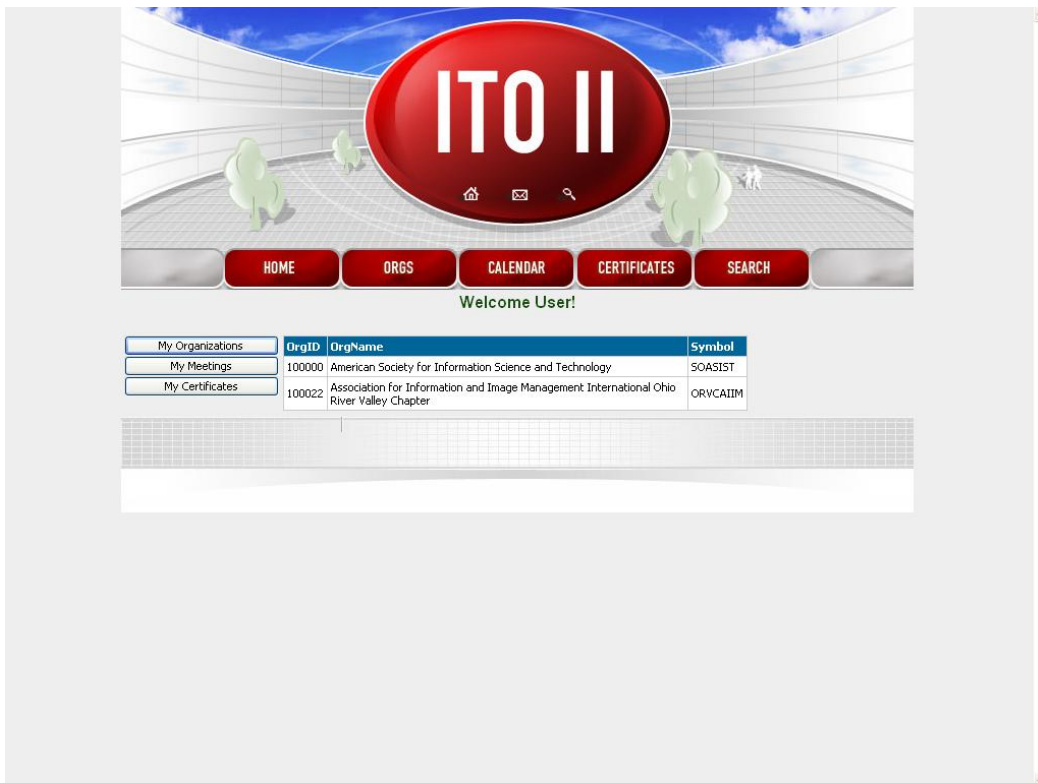 ITO II
HOME ORGS CALENDAR CERTIFICATES SEARCH
Welcome User!
My Organizations
My Meetings
My Certificates
OrgID OrgName Symbol
100000 American Society for Information Science and Technology SOASIST
100022 Association for Information and Image Management International Ohio
River Valley Chapter ORVCAIIM